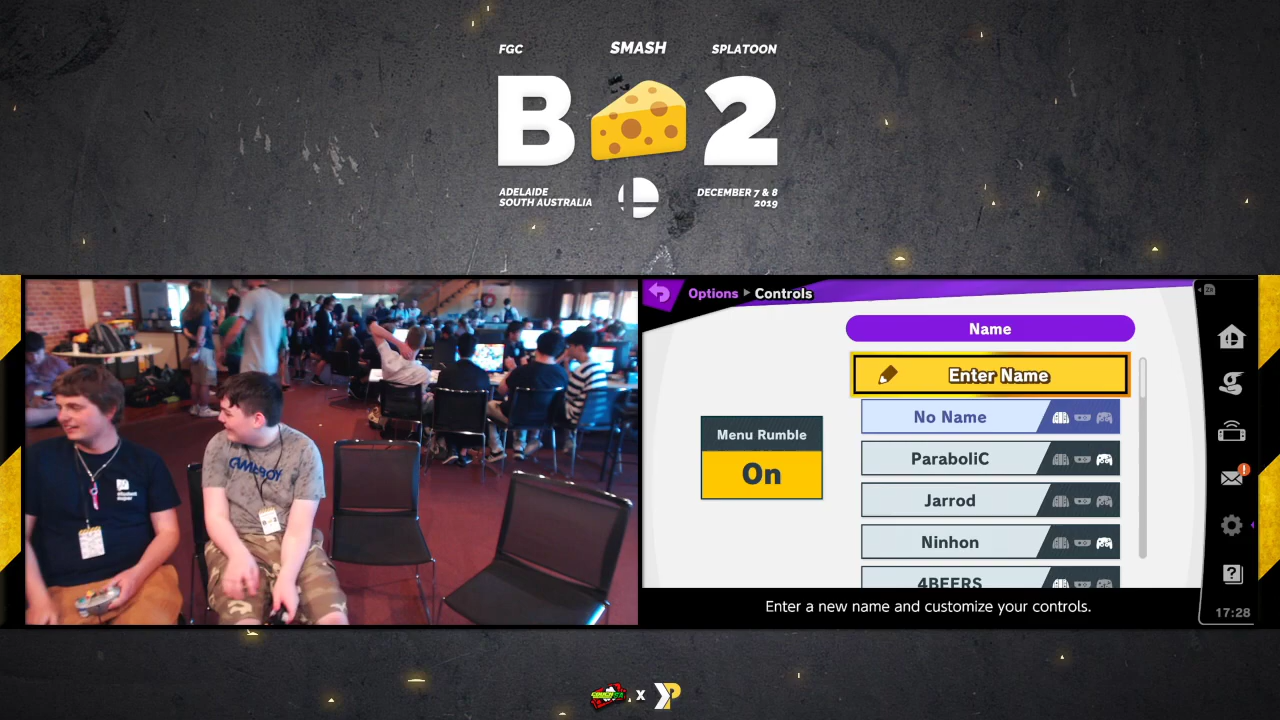 FGC
SMASH
SPLATOON
B 2
ADELAIDE
SOUTH AUSTRALIA
DECEMBER 7 & 8
2019
Options ▸ Controls
Name
Enter Name
No Name
ParaboliC
Jarrod
Ninhon
4BEERS
Menu Rumble
On
Enter a new name and customize your controls.
17:28
GAMEBOY
X
YP